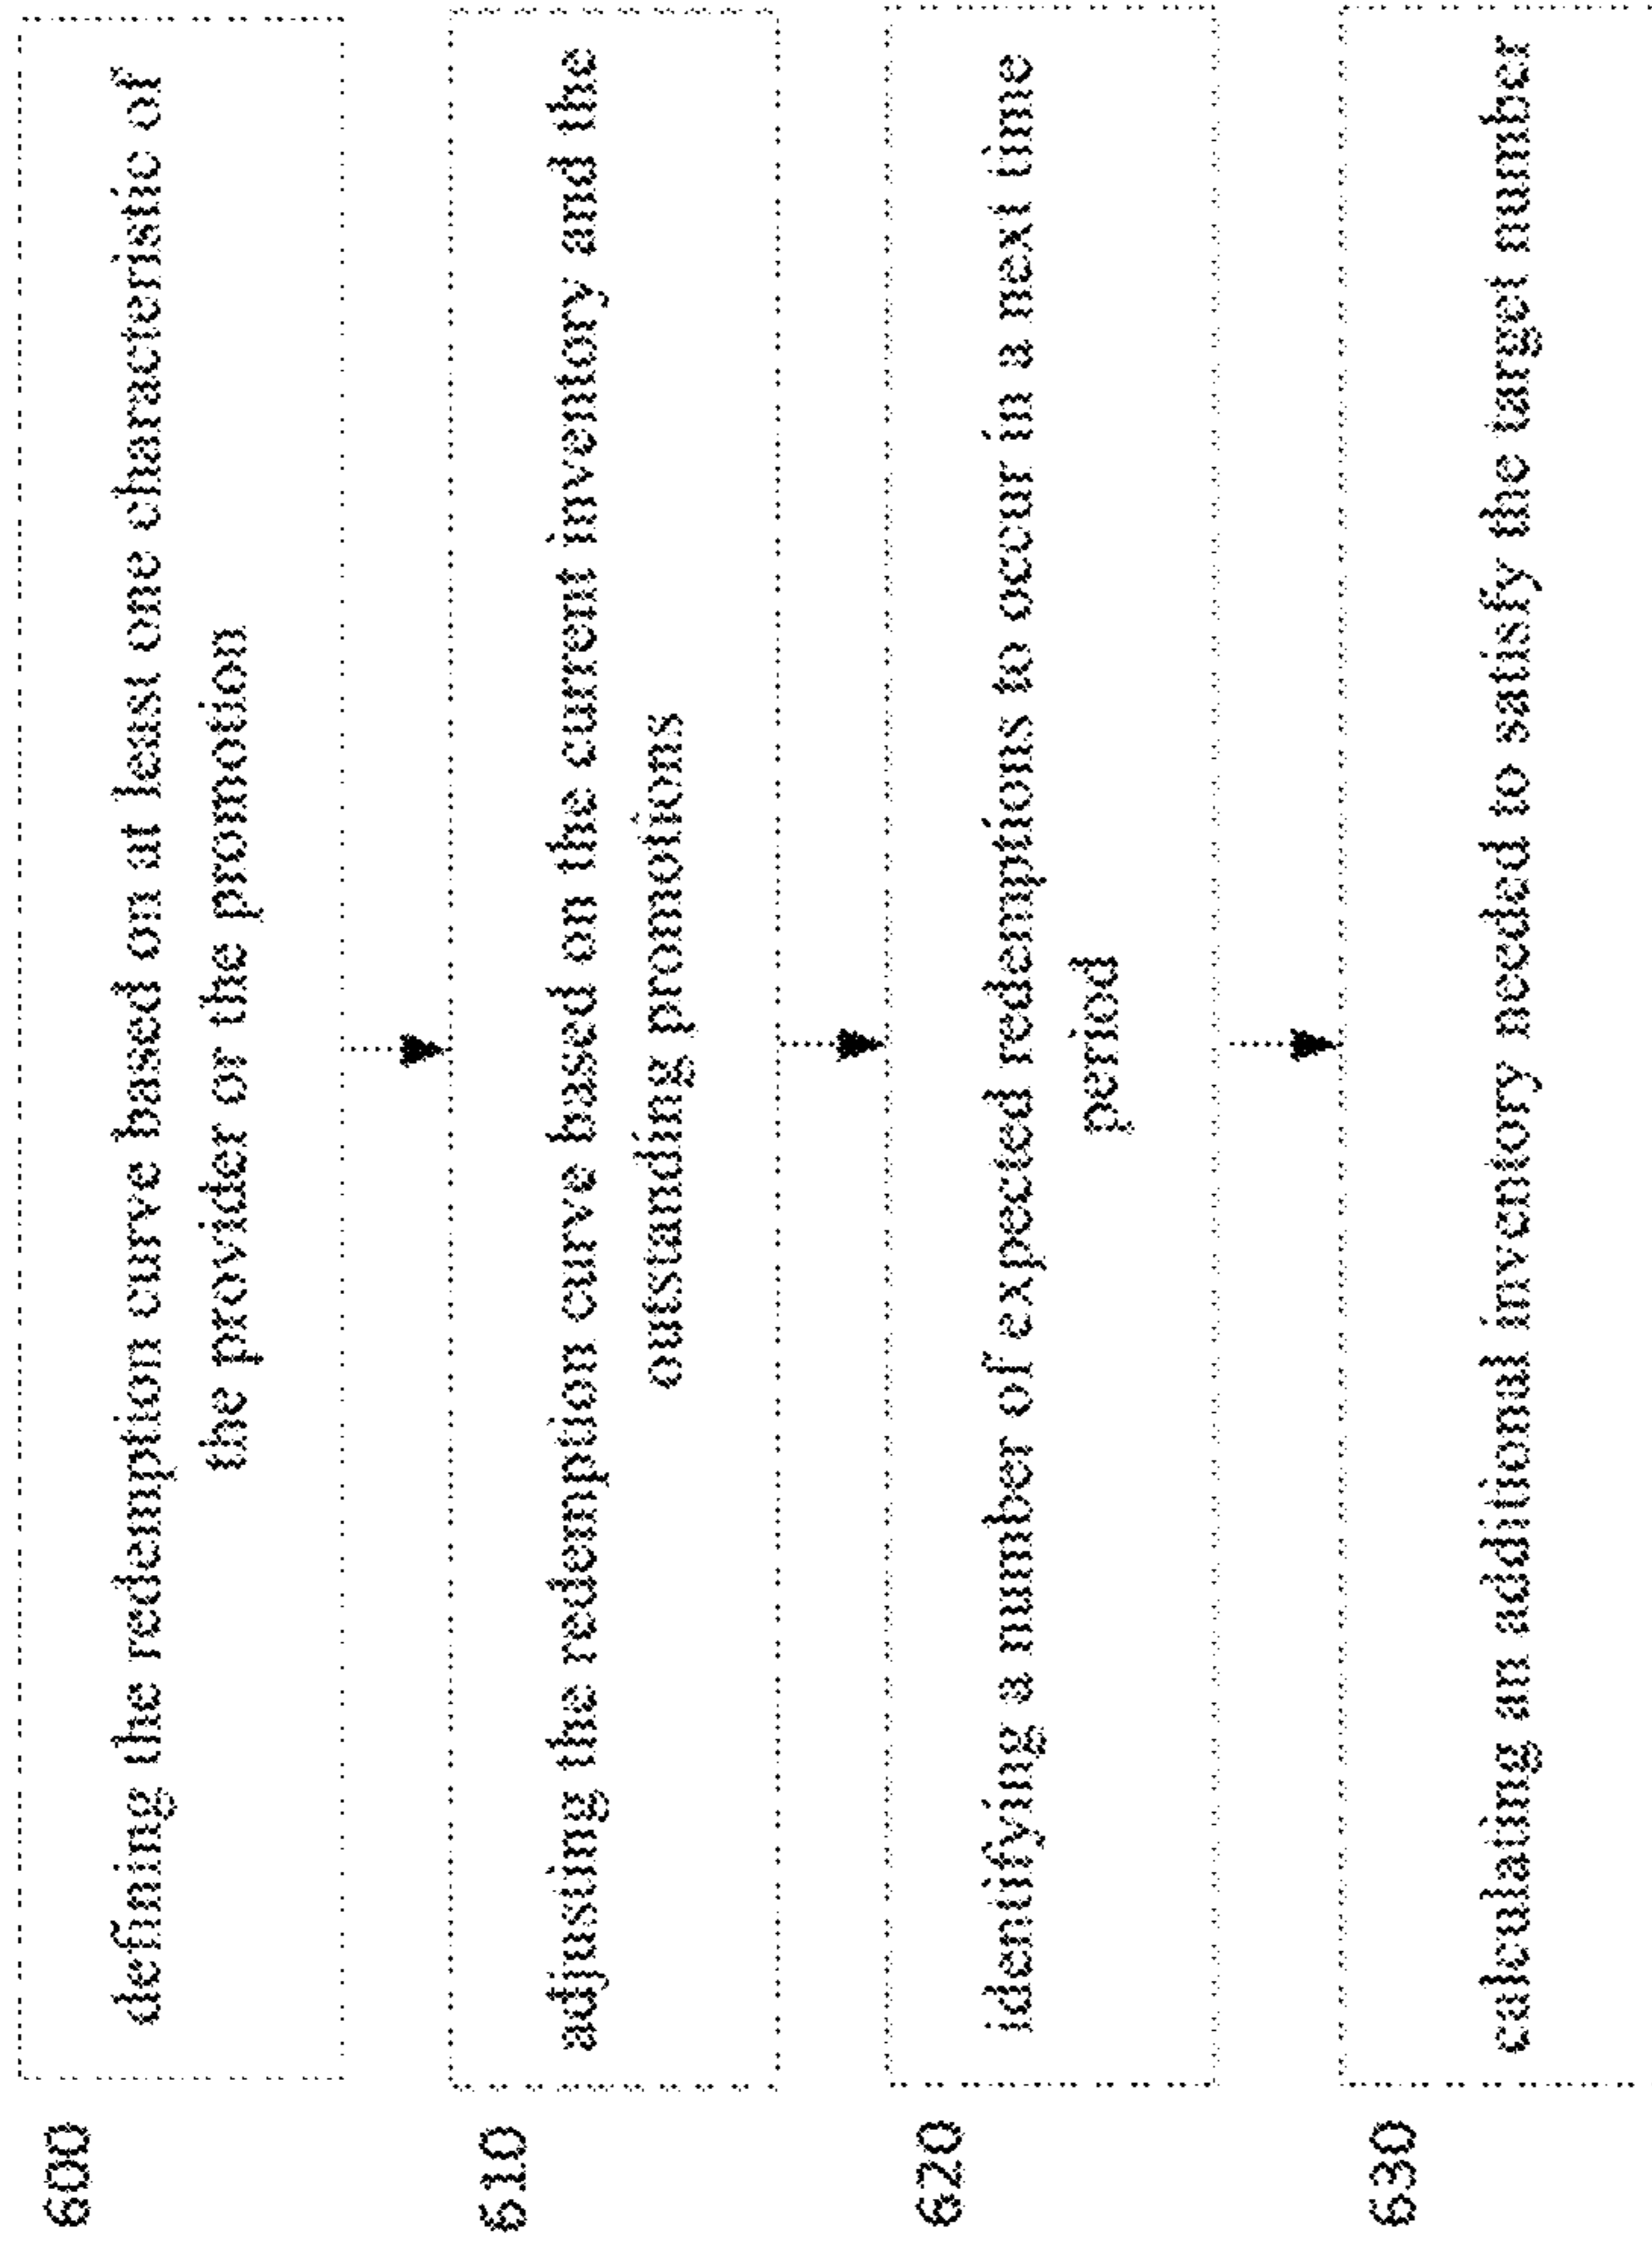 600
defining the redemption curve based on at least one characteristic of
the provider or the promotion
610
adjusting the redemption curve based on the current inventory and the
outstanding promotions
620
identifying a number of expected redemptions to occur in a next time
period
630
calculating an additional inventory needed to satisfy the target number